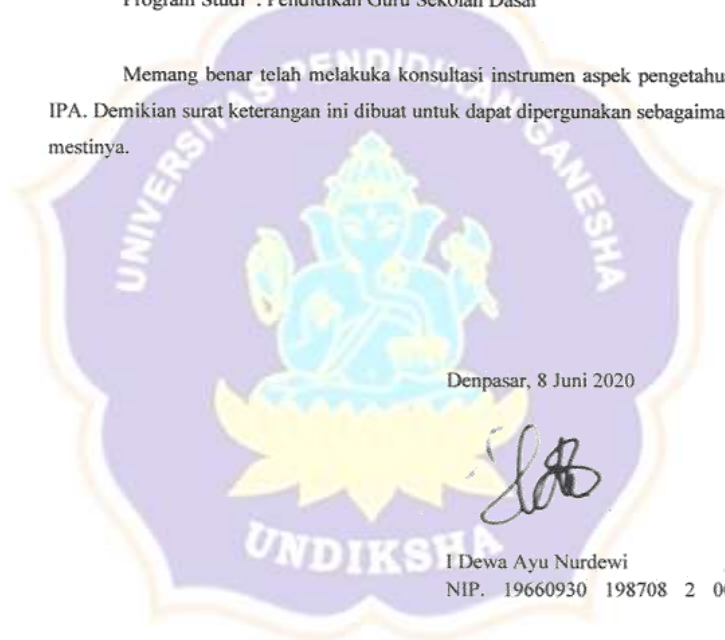 Program Studi : Pendidikan Guru Sekolah Dasar
Memang benar telah melakuka konsultasi instrumen aspek pengetahu
IPA. Demikian surat keterangan ini dibuat untuk dapat dipergunakan sebagaima
mestinya.
UNIVERSITAS PENDIDIKAN GANESHA
Denpasar, 8 Juni 2020
UNDIKSHA
I Dewa Ayu Nurdewi
NIP. 19660930 198708 2 00